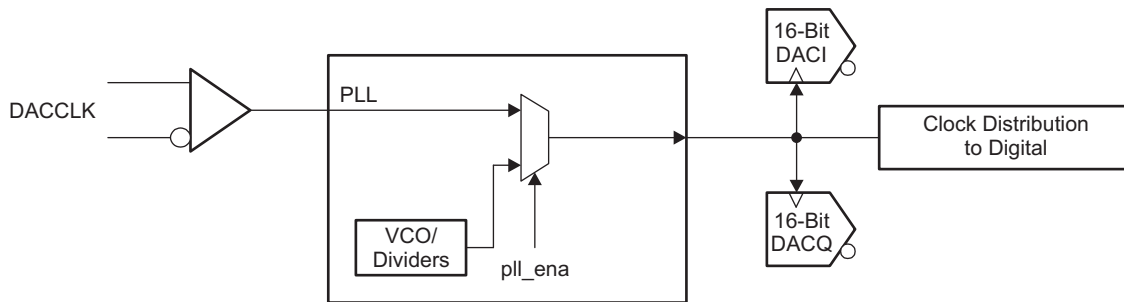 16-Bit
DACI
DACCLK
PLL
Clock Distribution
to Digital
VCO/
Dividers
pll_ena
16-Bit
DACQ